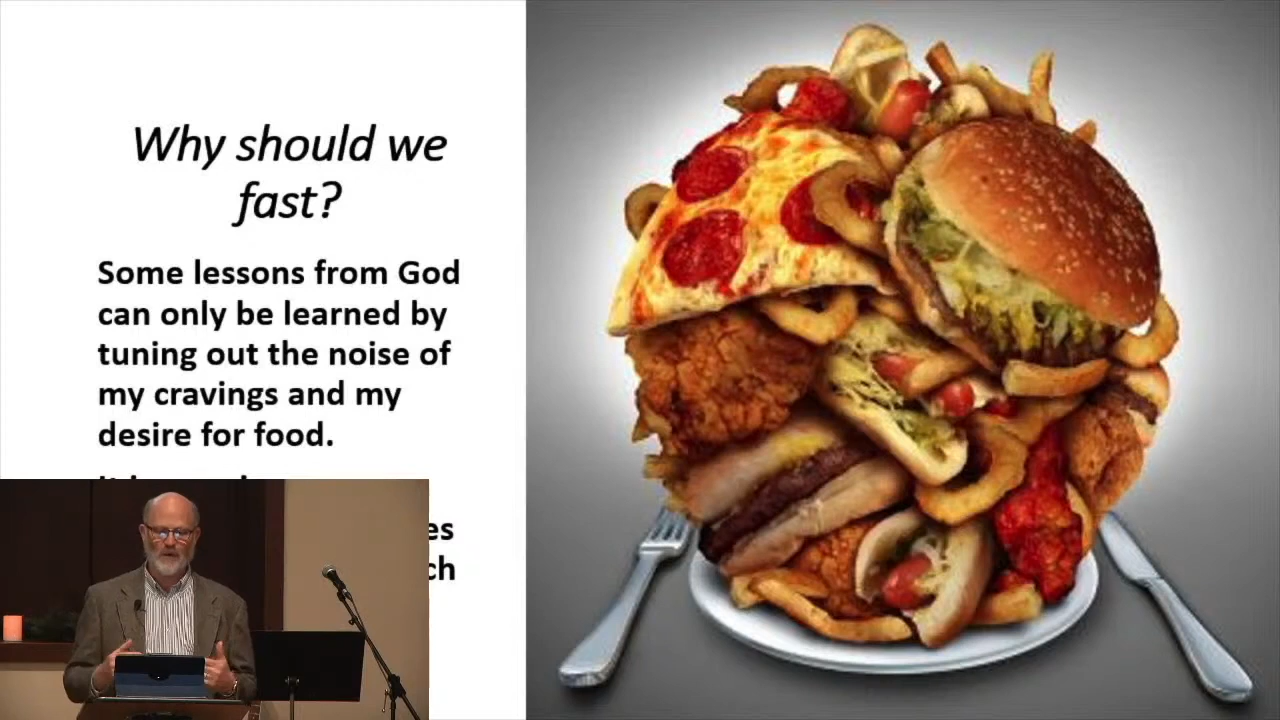 Why should we
fast?
Some lessons from God
can only be learned by
tuning out the noise of
my cravings and my
desire for food.
es
ch